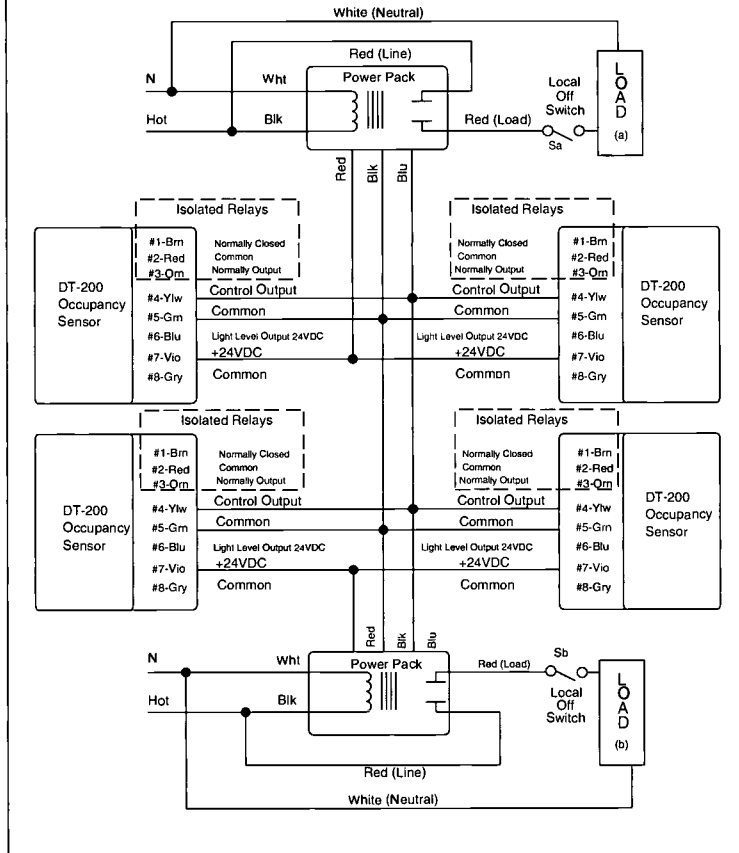 White (Neutral)
Red (Line)
N Wht Power Pack
Hot Blk
Red (Load)
Local
Off
Switch
Sa
LOAD
(a)
Red Blk Blu
Isolated Relays
#1-Brn Normally Closed
#2-Red Common
#3-Orn Normally Output
#4-Ylw Control Output
#5-Grn Common
#6-Blu Light Level Output 24VDC
#7-Vio +24VDC
#8-Gry Common
DT-200
Occupancy
Sensor
Isolated Relays
Normally Closed #1-Brn
Common #2-Red
Normally Output #3-Orn
Control Output #4-Ylw
Common #5-Grn
Light Level Output 24VDC #6-Blu
+24VDC #7-Vio
Common #8-Gry
DT-200
Occupancy
Sensor
Isolated Relays
#1-Brn Normally Closed
#2-Red Common
#3-Orn Normally Output
#4-Ylw Control Output
#5-Grn Common
#6-Blu Light Level Output 24VDC
#7-Vio +24VDC
#8-Gry Common
DT-200
Occupancy
Sensor
Isolated Relays
Normally Closed #1-Brn
Common #2-Red
Normally Output #3-Orn
Control Output #4-Ylw
Common #5-Grn
Light Level Output 24VDC #6-Blu
+24VDC #7-Vio
Common #8-Gry
DT-200
Occupancy
Sensor
Red Blk Blu
N Wht Power Pack
Hot Blk
Red (Load)
Sb
Local
Off
Switch
LOAD
(b)
Red (Line)
White (Neutral)